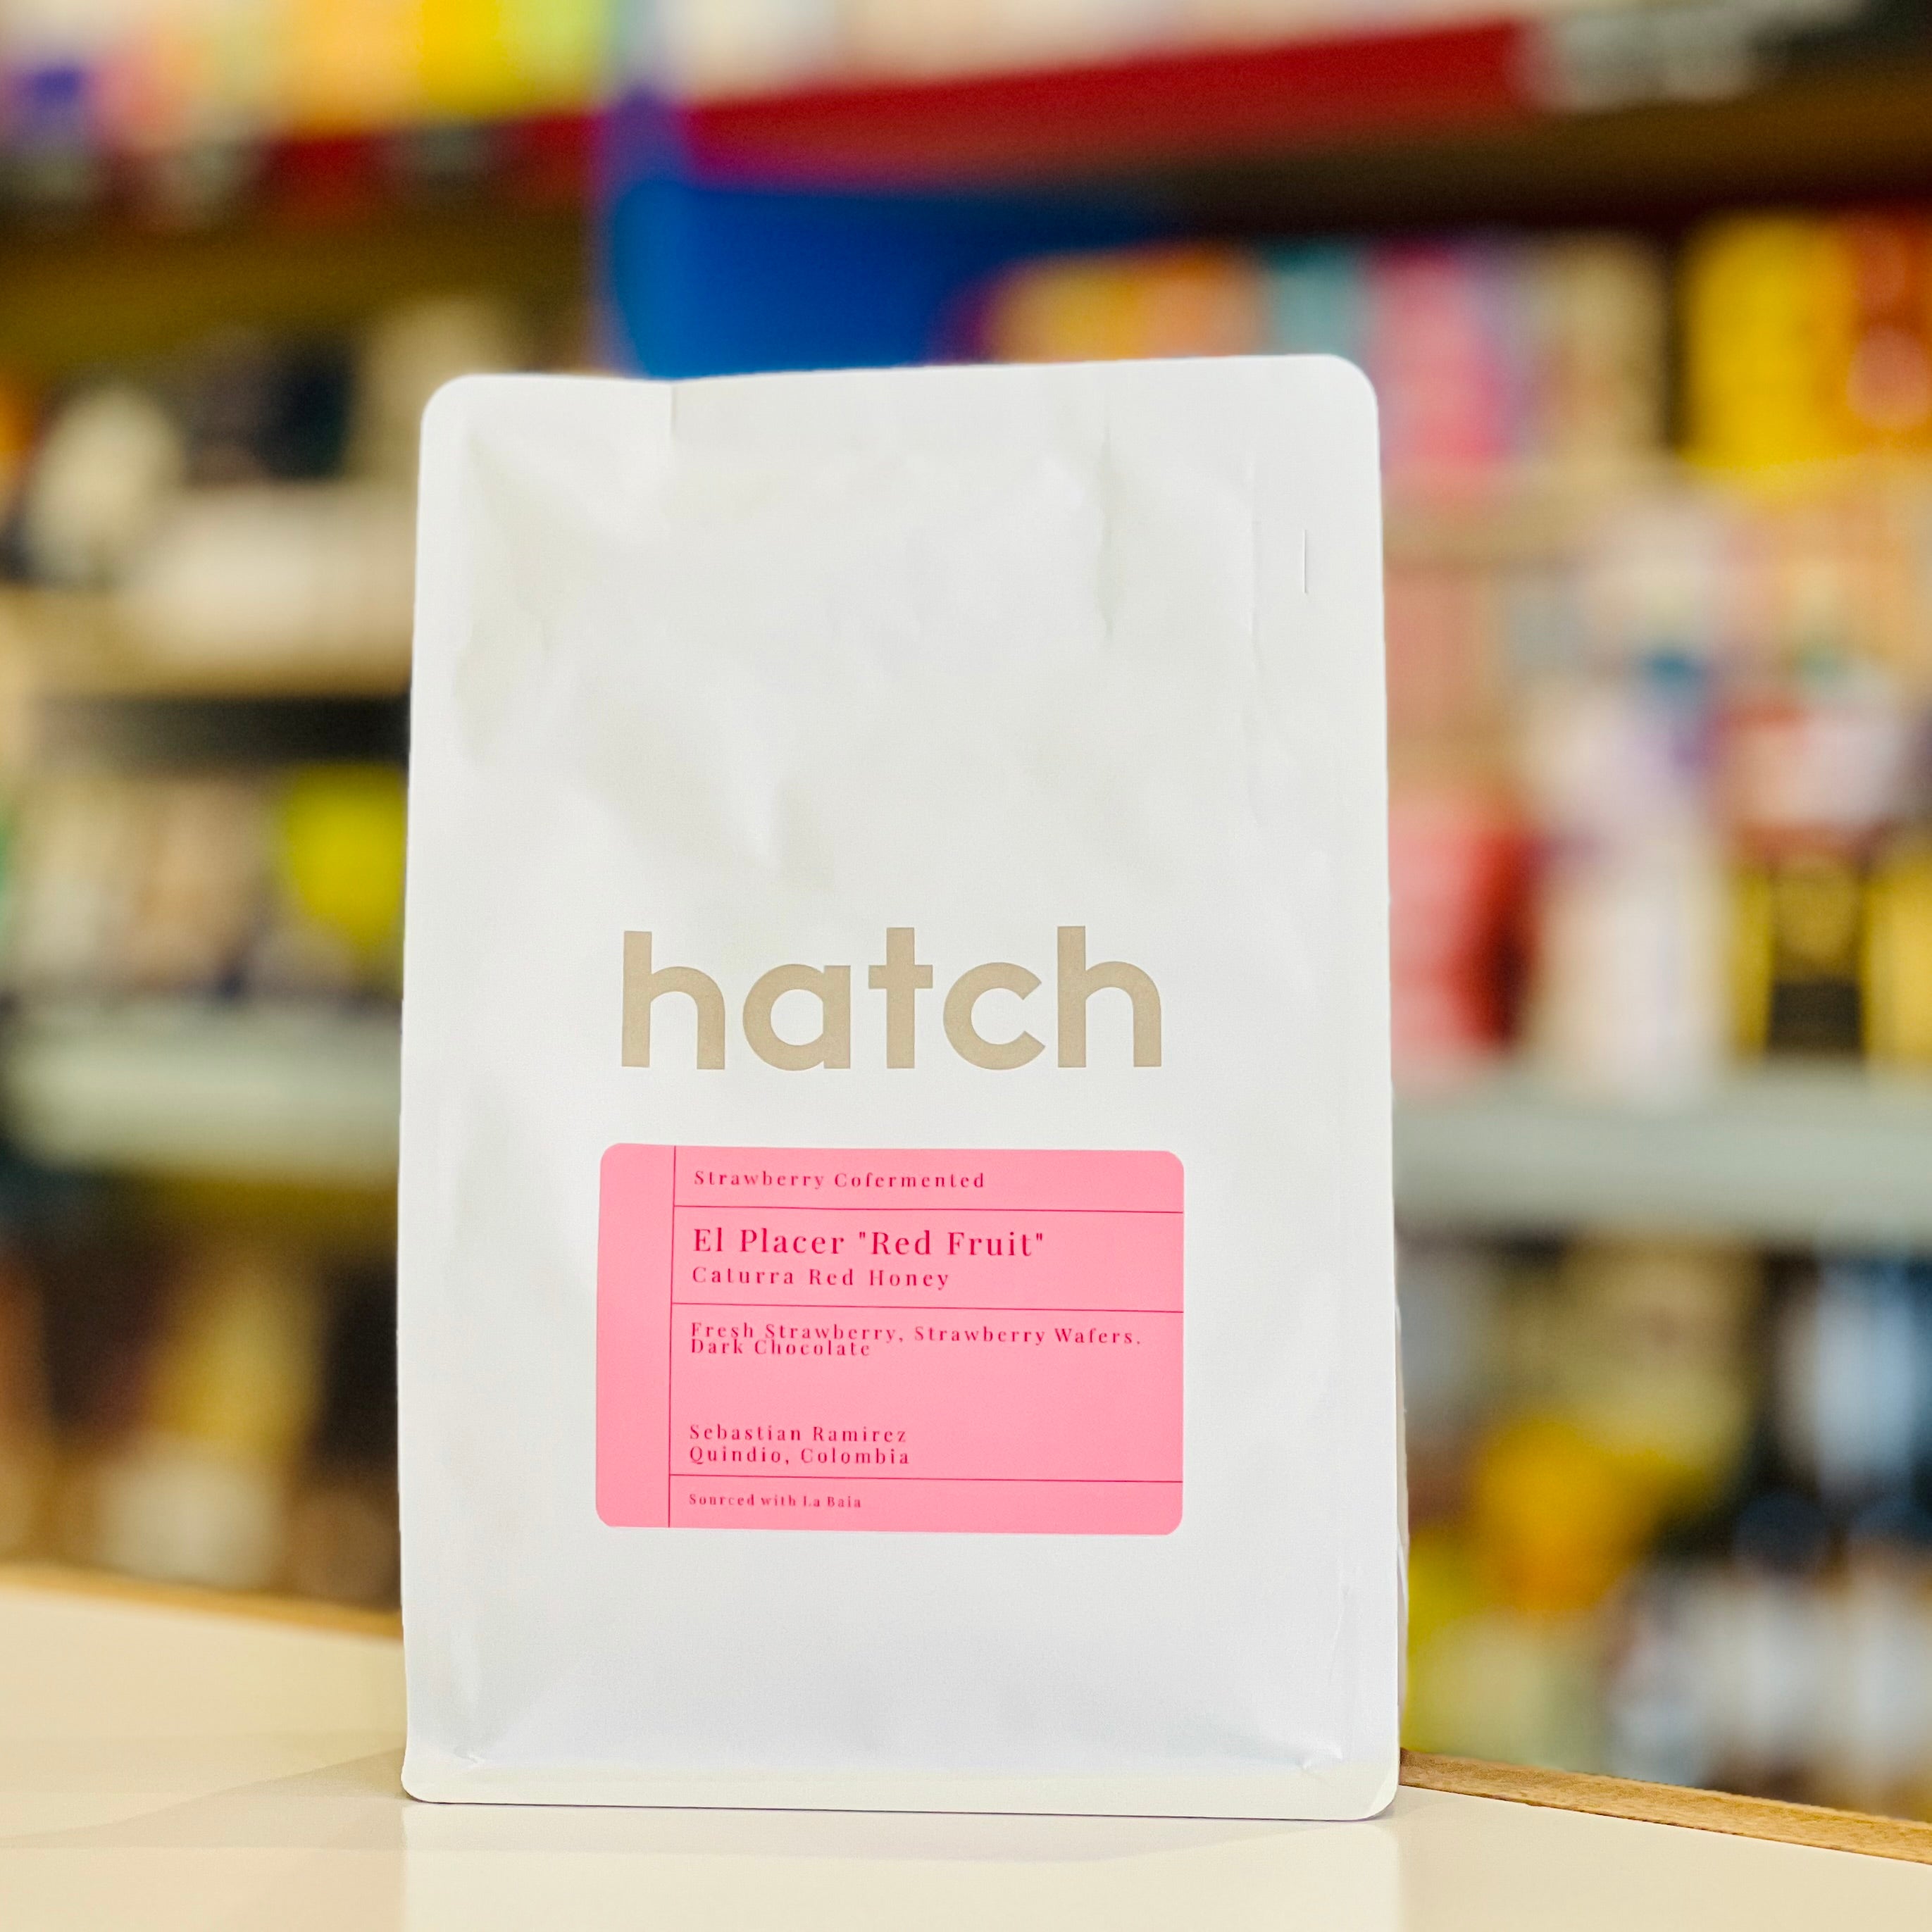 hatch
Strawberry Cofermented
El Placer "Red Fruit"
Caturra Red Honey
Fresh Strawberry, Strawberry Wafers.
Dark Chocolate
Sebastian Ramirez
Quindio, Colombia
Sourced with La Baia